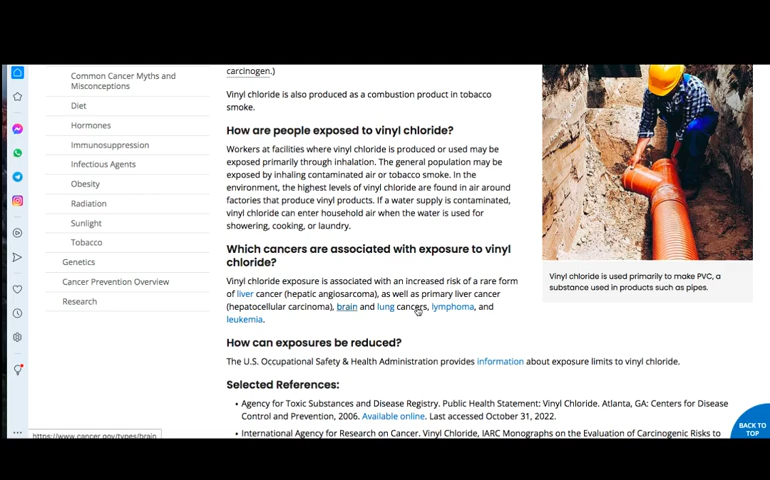 carcinogen.)
Common Cancer Myths and
Misconceptions
Diet
Hormones
Immunosuppression
Infectious Agents
Obesity
Radiation
Sunlight
Tobacco
Genetics
Cancer Prevention Overview
Research
Vinyl chloride is also produced as a combustion product in tobacco
smoke.
How are people exposed to vinyl chloride?
Workers at facilities where vinyl chloride is produced or used may be
exposed primarily through inhalation. The general population may be
exposed by inhaling contaminated air or tobacco smoke. In the
environment, the highest levels of vinyl chloride are found in air around
factories that produce vinyl products. If a water supply is contaminated,
vinyl chloride can enter household air when the water is used for
showering, cooking, or laundry.
Which cancers are associated with exposure to vinyl
chloride?
Vinyl chloride exposure is associated with an increased risk of a rare form
of liver cancer (hepatic angiosarcoma), as well as primary liver cancer
(hepatocellular carcinoma), brain and lung cancers, lymphoma, and
leukemia.
Vinyl chloride is used primarily to make PVC, a
substance used in products such as pipes.
How can exposures be reduced?
The U.S. Occupational Safety & Health Administration provides information about exposure limits to vinyl chloride.
Selected References:
• Agency for Toxic Substances and Disease Registry. Public Health Statement: Vinyl Chloride. Atlanta, GA: Centers for Disease
Control and Prevention, 2006. Available online. Last accessed October 31, 2022.
• International Agency for Research on Cancer. Vinyl Chloride, IARC Monographs on the Evaluation of Carcinogenic Risks to
BACK TO
TOP
https://www.cancer.gov/types/brain